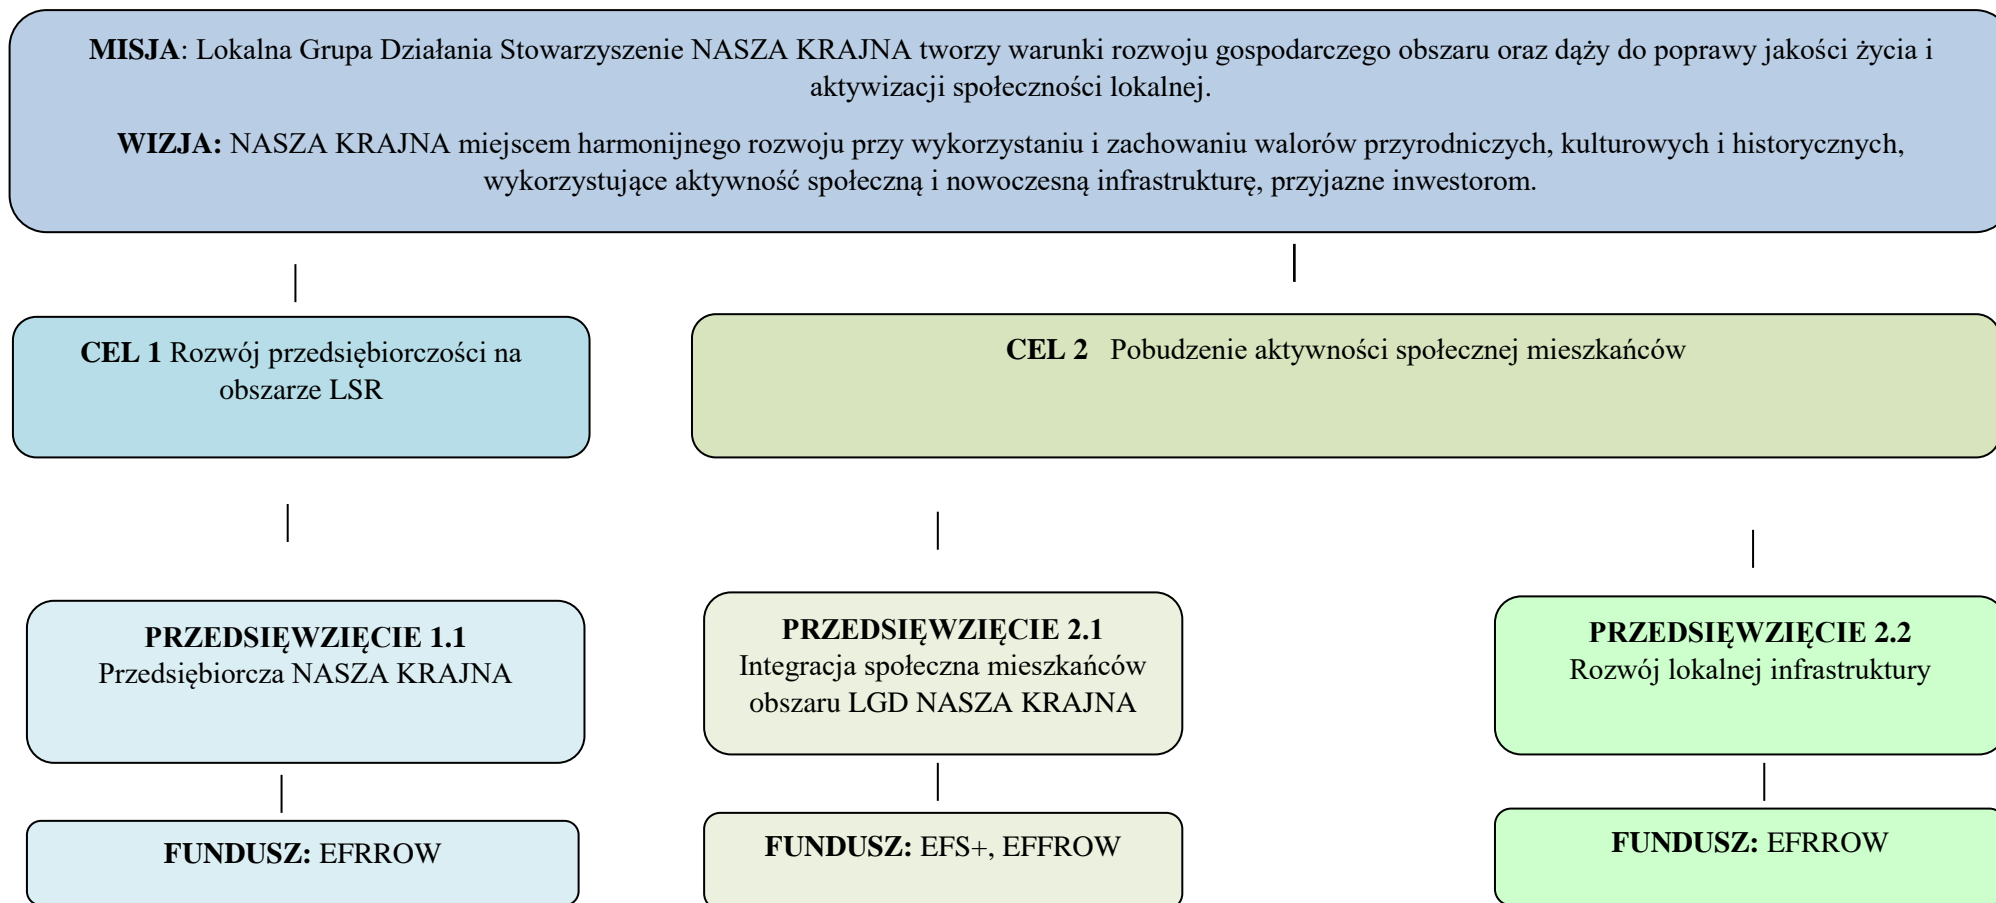 MISJA: Lokalna Grupa Działania Stowarzyszenie NASZA KRAJNA tworzy warunki rozwoju gospodarczego obszaru oraz dąży do poprawy jakości życia i
aktywizacji społeczności lokalnej.
WIZJA: NASZA KRAJNA miejscem harmonijnego rozwoju przy wykorzystaniu i zachowaniu walorów przyrodniczych, kulturowych i historycznych,
wykorzystujące aktywność społeczną i nowoczesną infrastrukturę, przyjazne inwestorom.
CEL 1 Rozwój przedsiębiorczości na
obszarze LSR
CEL 2 Pobudzenie aktywności społecznej mieszkańców
PRZEDSIĘWZIĘCIE 1.1
Przedsiębiorcza NASZA KRAJNA
PRZEDSIĘWZIĘCIE 2.1
Integracja społeczna mieszkańców
obszaru LGD NASZA KRAJNA
PRZEDSIĘWZIĘCIE 2.2
Rozwój lokalnej infrastruktury
FUNDUSZ: EFRROW
FUNDUSZ: EFS+, EFFROW
FUNDUSZ: EFRROW